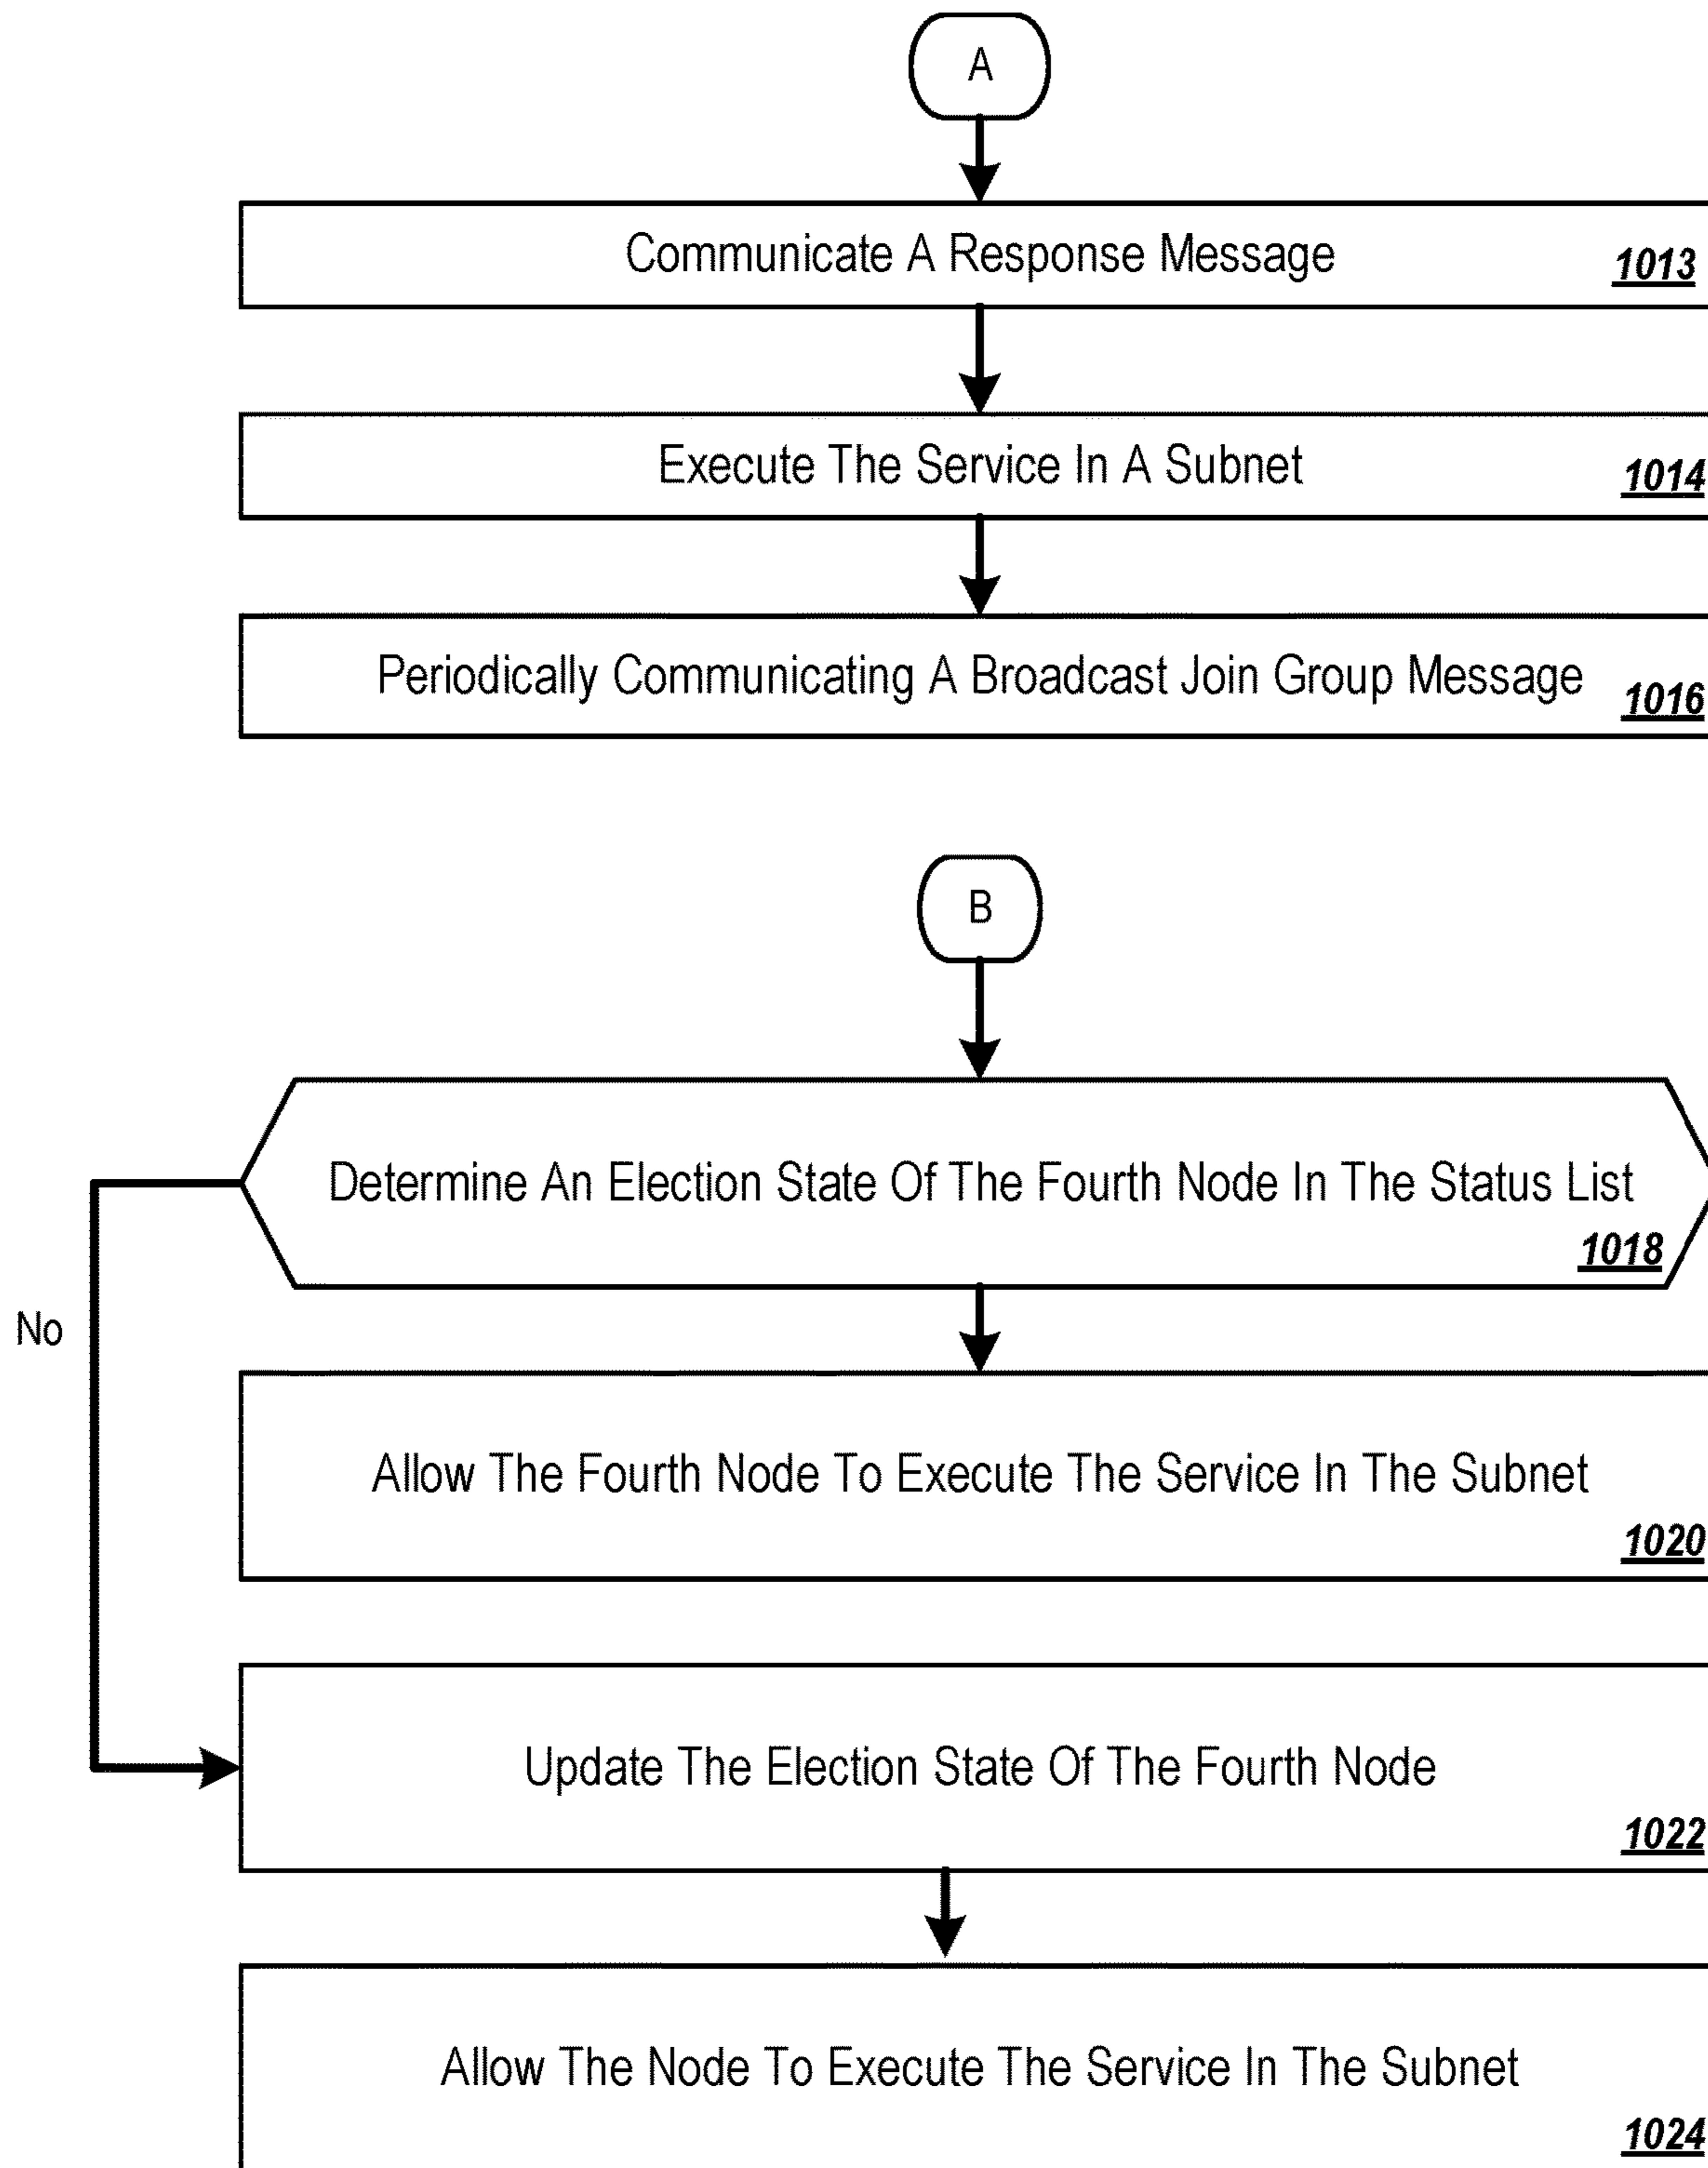 A
Communicate A Response Message
1013
Execute The Service In A Subnet
1014
Periodically Communicating A Broadcast Join Group Message
1016
B
Determine An Election State Of The Fourth Node In The Status List
1018
No
Allow The Fourth Node To Execute The Service In The Subnet
1020
Update The Election State Of The Fourth Node
1022
Allow The Node To Execute The Service In The Subnet
1024